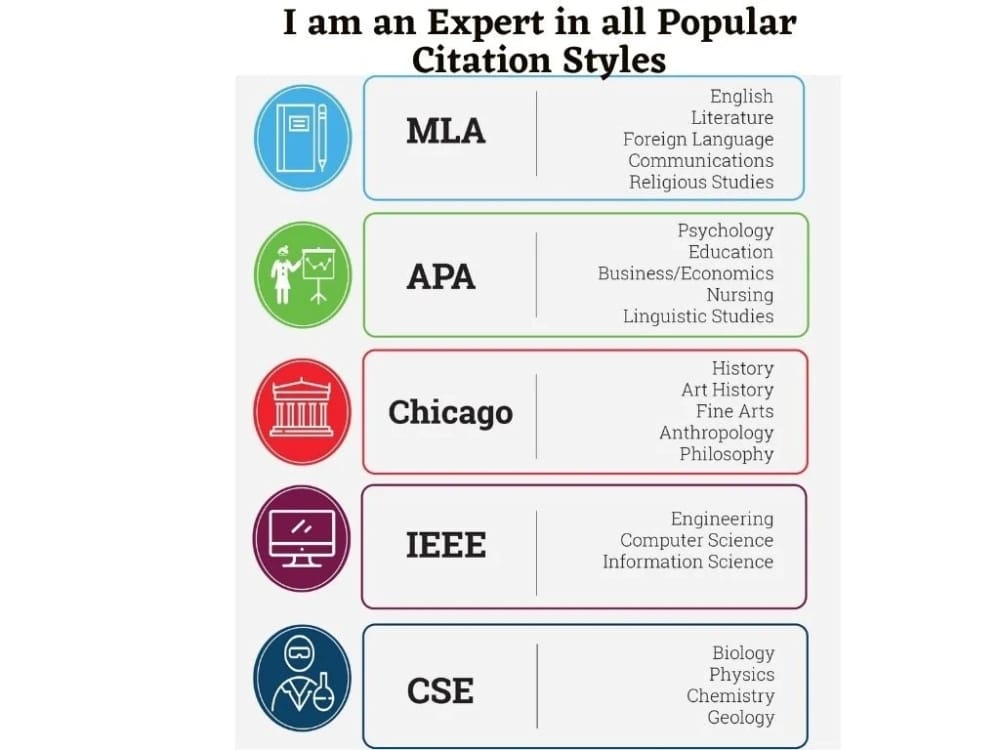 I am an Expert in all Popular
Citation Styles
MLA
English
Literature
Foreign Language
Communications
Religious Studies
APA
Psychology
Education
Business/Economics
Nursing
Linguistic Studies
Chicago
History
Art History
Fine Arts
Anthropology
Philosophy
IEEE
Engineering
Computer Science
Information Science
CSE
Biology
Physics
Chemistry
Geology